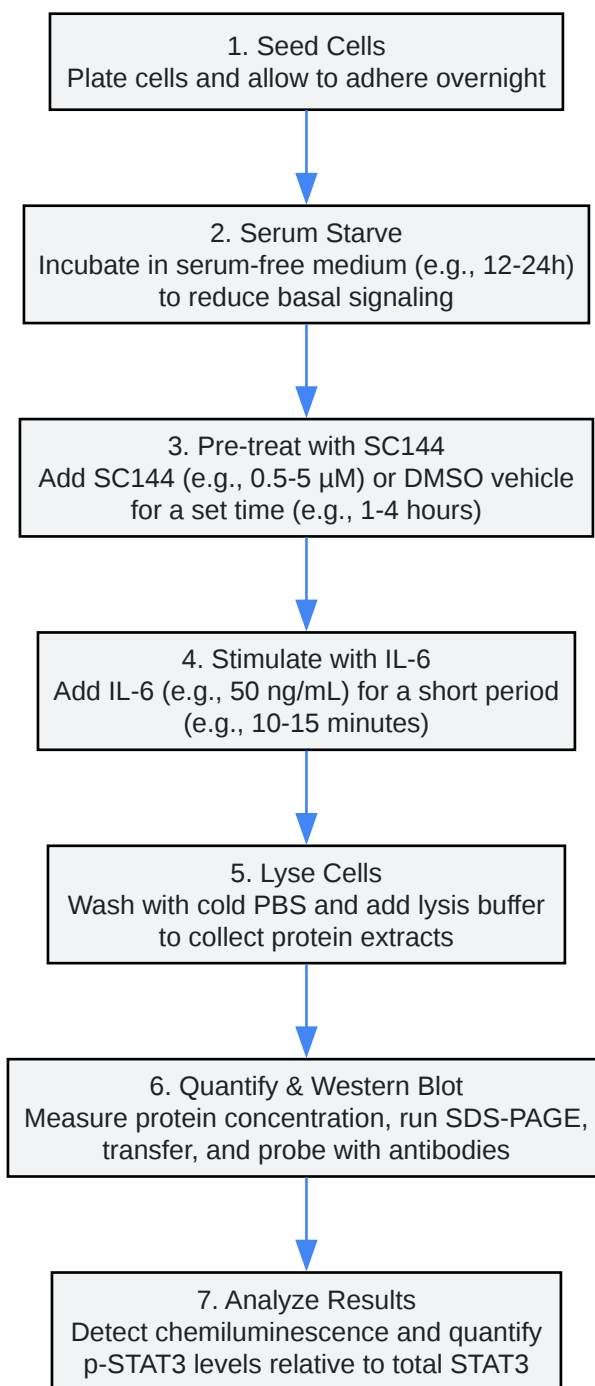 1. Seed Cells
Plate cells and allow to adhere overnight
2. Serum Starve
Incubate in serum-free medium (e.g., 12-24h)
to reduce basal signaling
3. Pre-treat with SC144
Add SC144 (e.g., 0.5-5 µM) or DMSO vehicle
for a set time (e.g., 1-4 hours)
4. Stimulate with IL-6
Add IL-6 (e.g., 50 ng/mL) for a short period
(e.g., 10-15 minutes)
5. Lyse Cells
Wash with cold PBS and add lysis buffer
to collect protein extracts
6. Quantify & Western Blot
Measure protein concentration, run SDS-PAGE,
transfer, and probe with antibodies
7. Analyze Results
Detect chemiluminescence and quantify
p-STAT3 levels relative to total STAT3